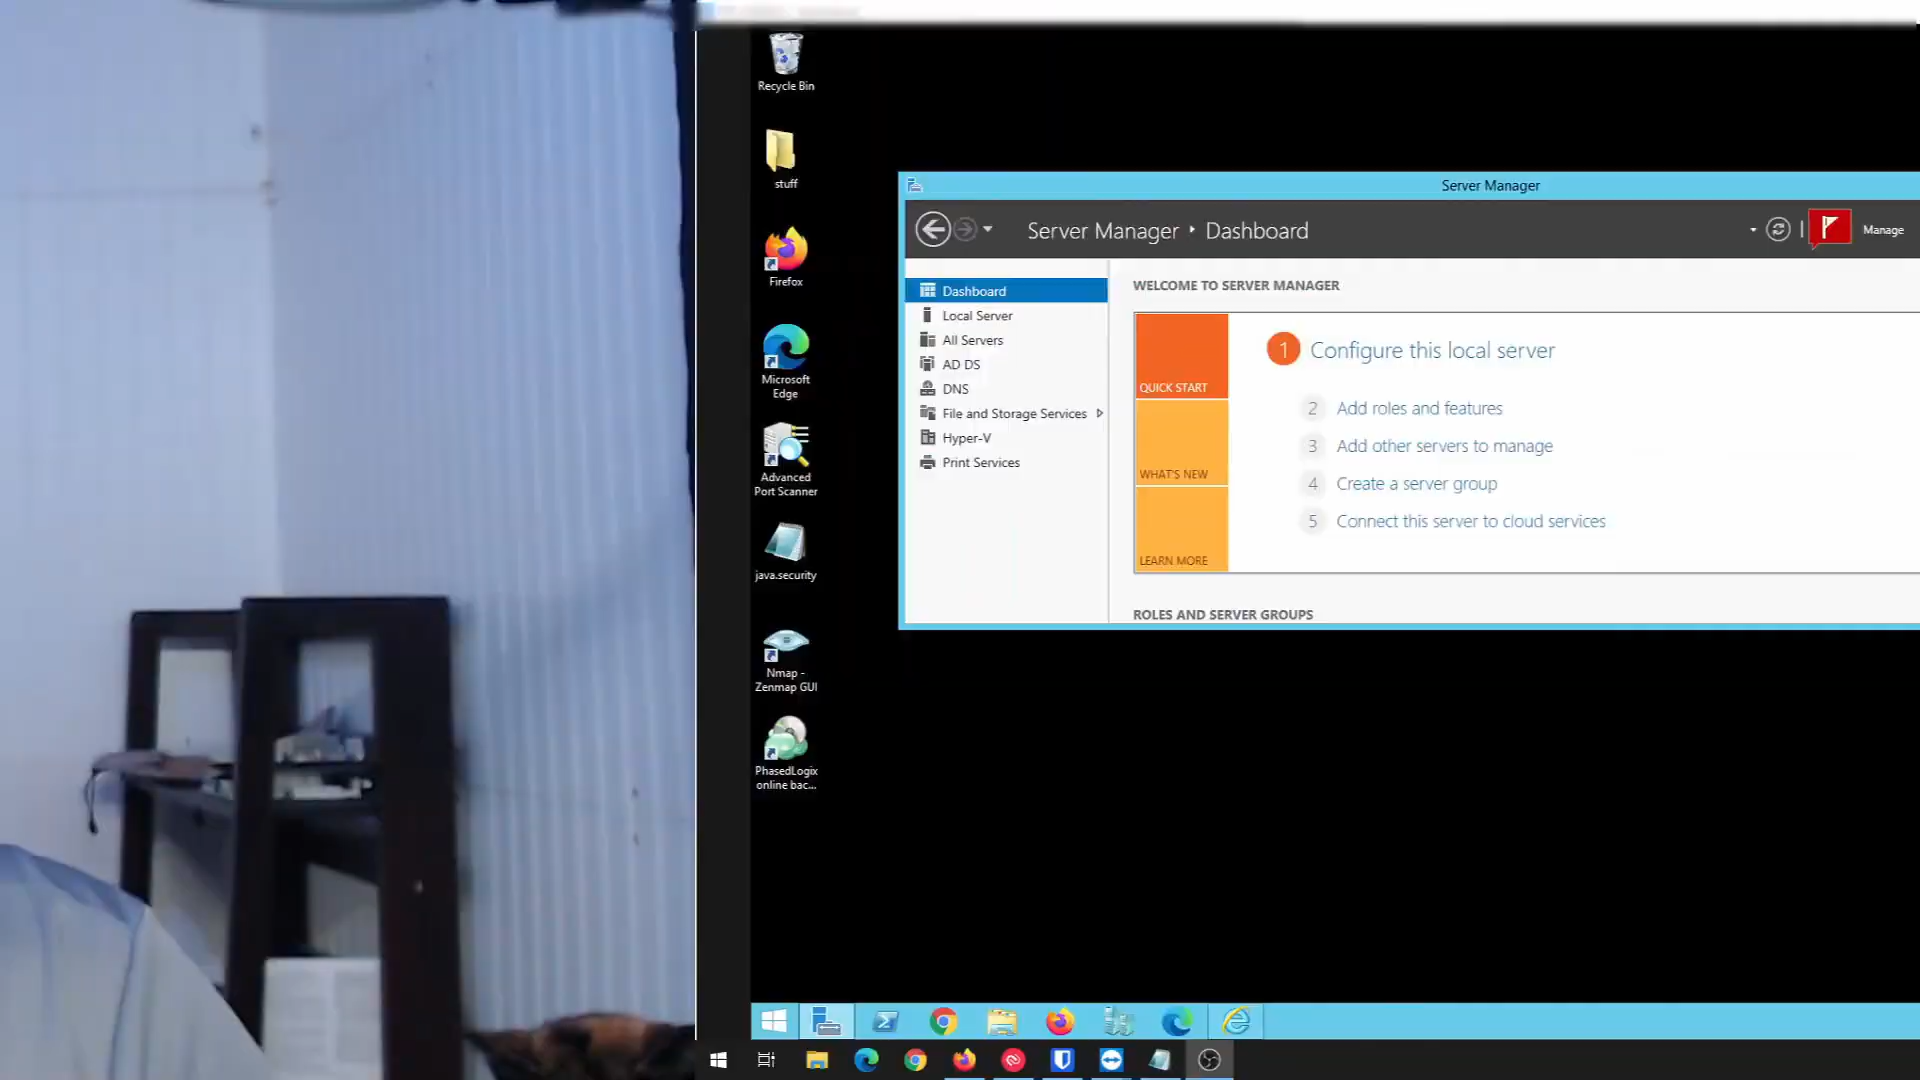 Recycle Bin
stuff
Firefox
Microsoft
Edge
Advanced
Port Scanner
java.security
Nmap -
Zenmap GUI
PhasedLogix
online bac...
Server Manager
Server Manager ‣ Dashboard
Manage
Dashboard
Local Server
All Servers
AD DS
DNS
File and Storage Services
Hyper-V
Print Services
WELCOME TO SERVER MANAGER
QUICK START
WHAT'S NEW
LEARN MORE
1 Configure this local server
2 Add roles and features
3 Add other servers to manage
4 Create a server group
5 Connect this server to cloud services
ROLES AND SERVER GROUPS